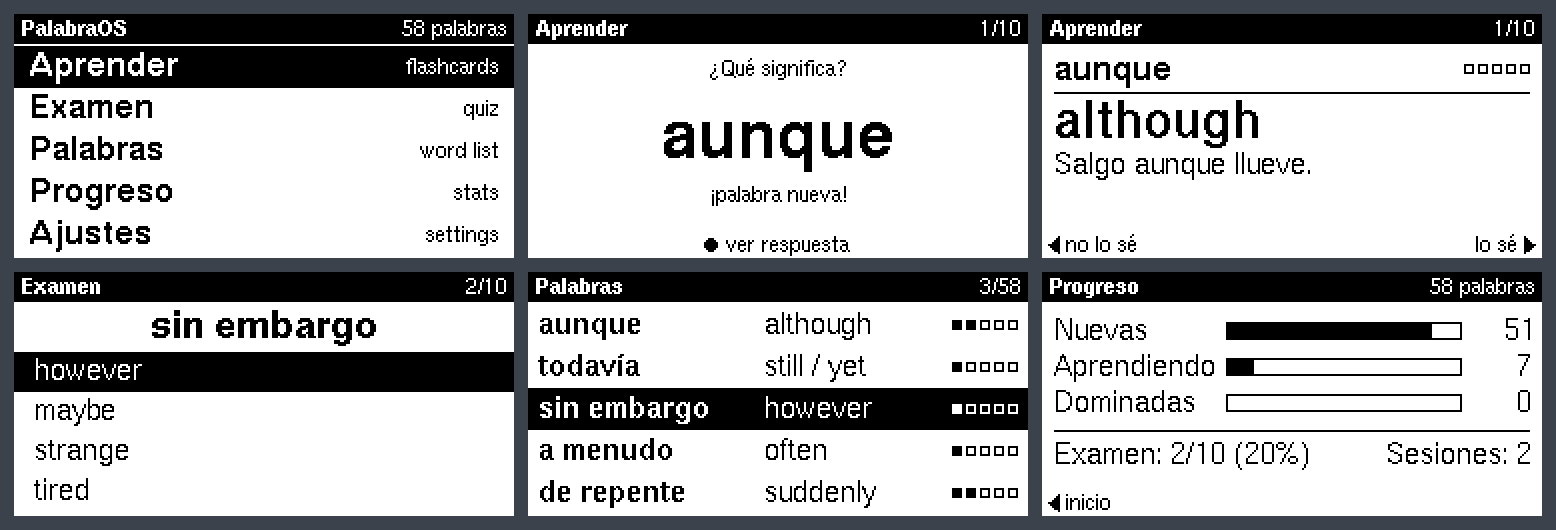 PalabraOS 58 palabras
Aprender flashcards
Examen quiz
Palabras word list
Progreso stats
Ajustes settings
Aprender 1/10
¿Qué significa?
aunque
¡palabra nueva!
ver respuesta
Aprender 1/10
aunque
although
Salgo aunque llueve.
no lo sé lo sé
Examen 2/10
sin embargo
however
maybe
strange
tired
Palabras 3/58
aunque although
todavía still / yet
sin embargo however
a menudo often
de repente suddenly
Progreso 58 palabras
Nuevas 51
Aprendiendo 7
Dominadas 0
Examen: 2/10 (20%) Sesiones: 2
inicio